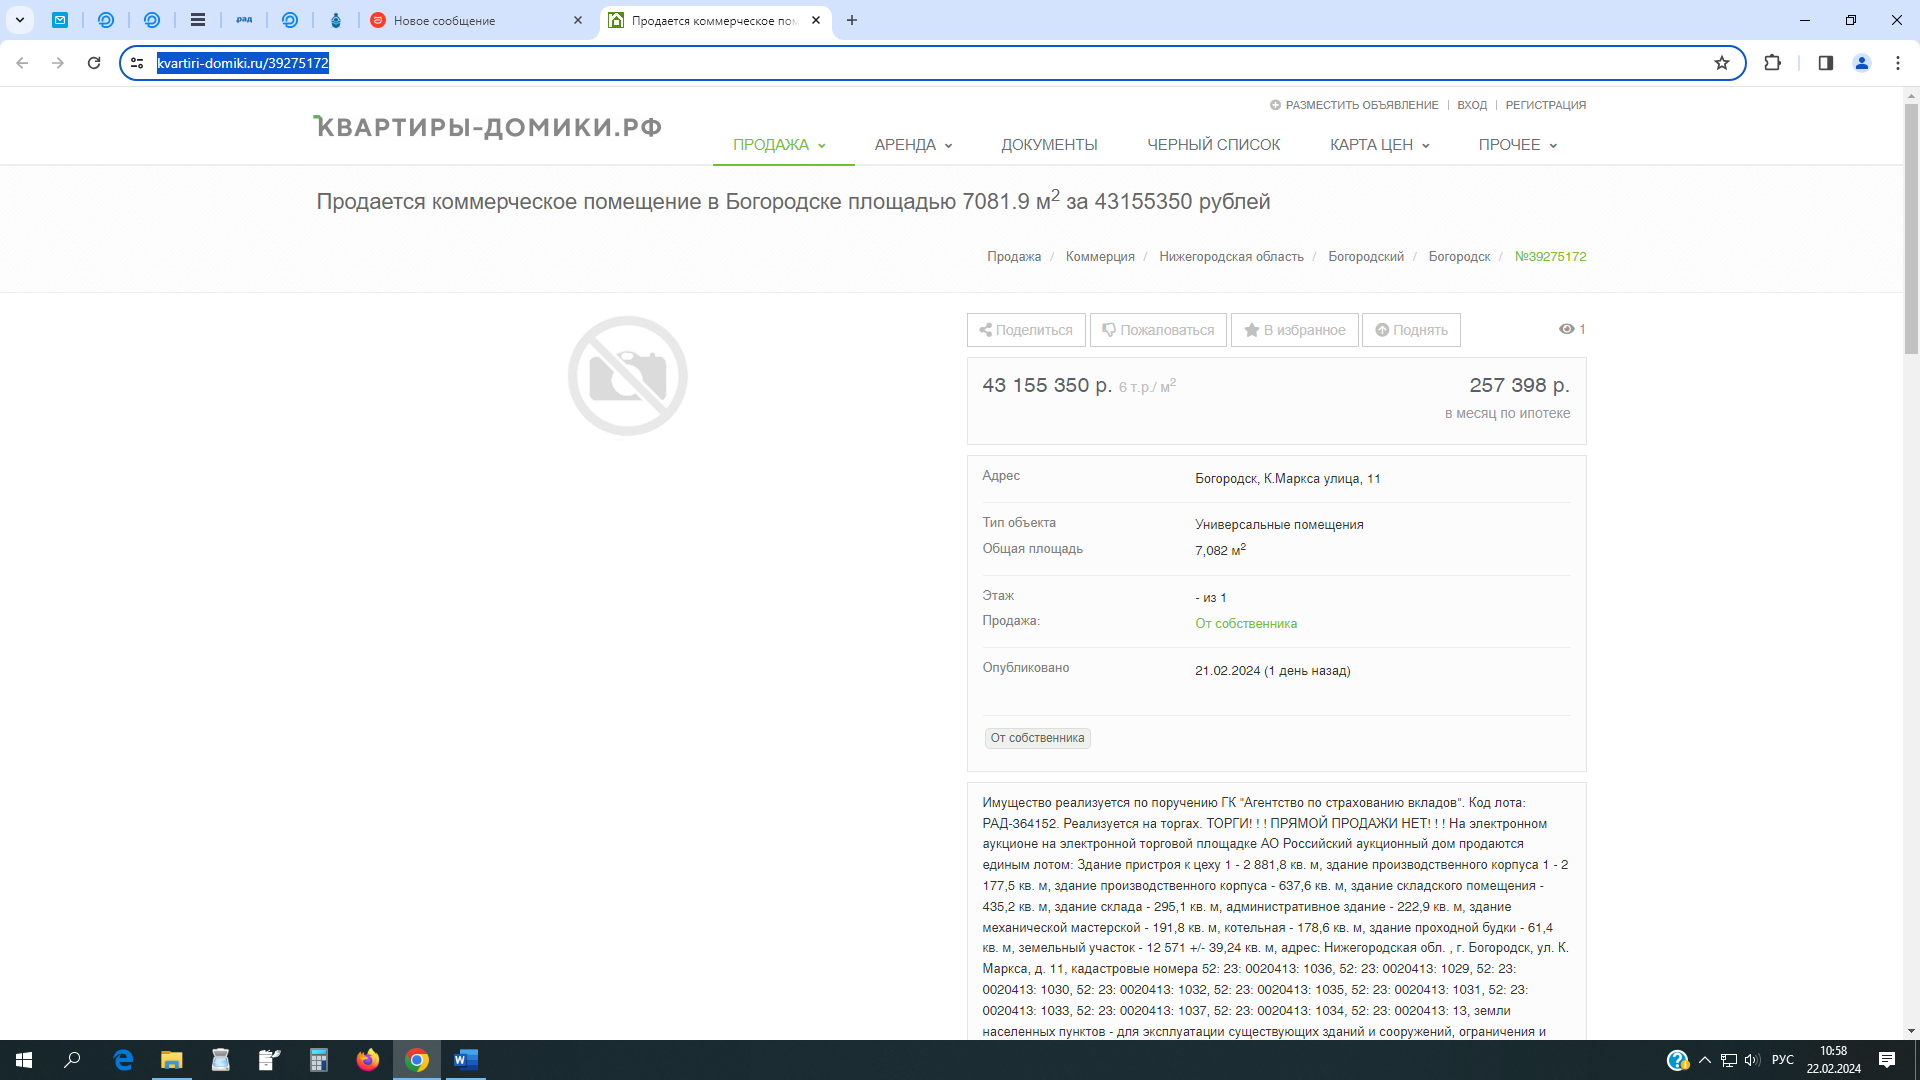 рад
Новое сообщение
Продается коммерческое пом
kvartiri-domiki.ru/39275172
РАЗМЕСТИТЬ ОБЪЯВЛЕНИЕ | ВХОД | РЕГИСТРАЦИЯ
КВАРТИРЫ-ДОМИКИ.РФ
ПРОДАЖА АРЕНДА ДОКУМЕНТЫ ЧЕРНЫЙ СПИСОК КАРТА ЦЕН ПРОЧЕЕ
Продается коммерческое помещение в Богородске площадью 7081.9 м² за 43155350 рублей
Продажа / Коммерция / Нижегородская область / Богородский / Богородск / №39275172
Поделиться Пожаловаться В избранное Поднять 1
43 155 350 р. 6 т.р./ м² 257 398 р.
в месяц по ипотеке
Адрес Богородск, К.Маркса улица, 11
Тип объекта Универсальные помещения
Общая площадь 7,082 м²
Этаж - из 1
Продажа: От собственника
Опубликовано 21.02.2024 (1 день назад)
От собственника
Имущество реализуется по поручению ГК "Агентство по страхованию вкладов". Код лота:
РАД-364152. Реализуется на торгах. ТОРГИ! ! ! ПРЯМОЙ ПРОДАЖИ НЕТ! ! ! На электронном
аукционе на электронной торговой площадке АО Российский аукционный дом продаются
единым лотом: Здание пристроя к цеху 1 - 2 881,8 кв. м, здание производственного корпуса 1 - 2
177,5 кв. м, здание производственного корпуса - 637,6 кв. м, здание складского помещения -
435,2 кв. м, здание склада - 295,1 кв. м, административное здание - 222,9 кв. м, здание
механической мастерской - 191,8 кв. м, котельная - 178,6 кв. м, здание проходной будки - 61,4
кв. м, земельный участок - 12 571 +/- 39,24 кв. м, адрес: Нижегородская обл. , г. Богородск, ул. К.
Маркса, д. 11, кадастровые номера 52: 23: 0020413: 1036, 52: 23: 0020413: 1029, 52: 23:
0020413: 1030, 52: 23: 0020413: 1032, 52: 23: 0020413: 1035, 52: 23: 0020413: 1031, 52: 23:
0020413: 1033, 52: 23: 0020413: 1037, 52: 23: 0020413: 1034, 52: 23: 0020413: 13, земли
населенных пунктов - для эксплуатации существующих зданий и сооружений, ограничения и
РУС
10:58
22.02.2024